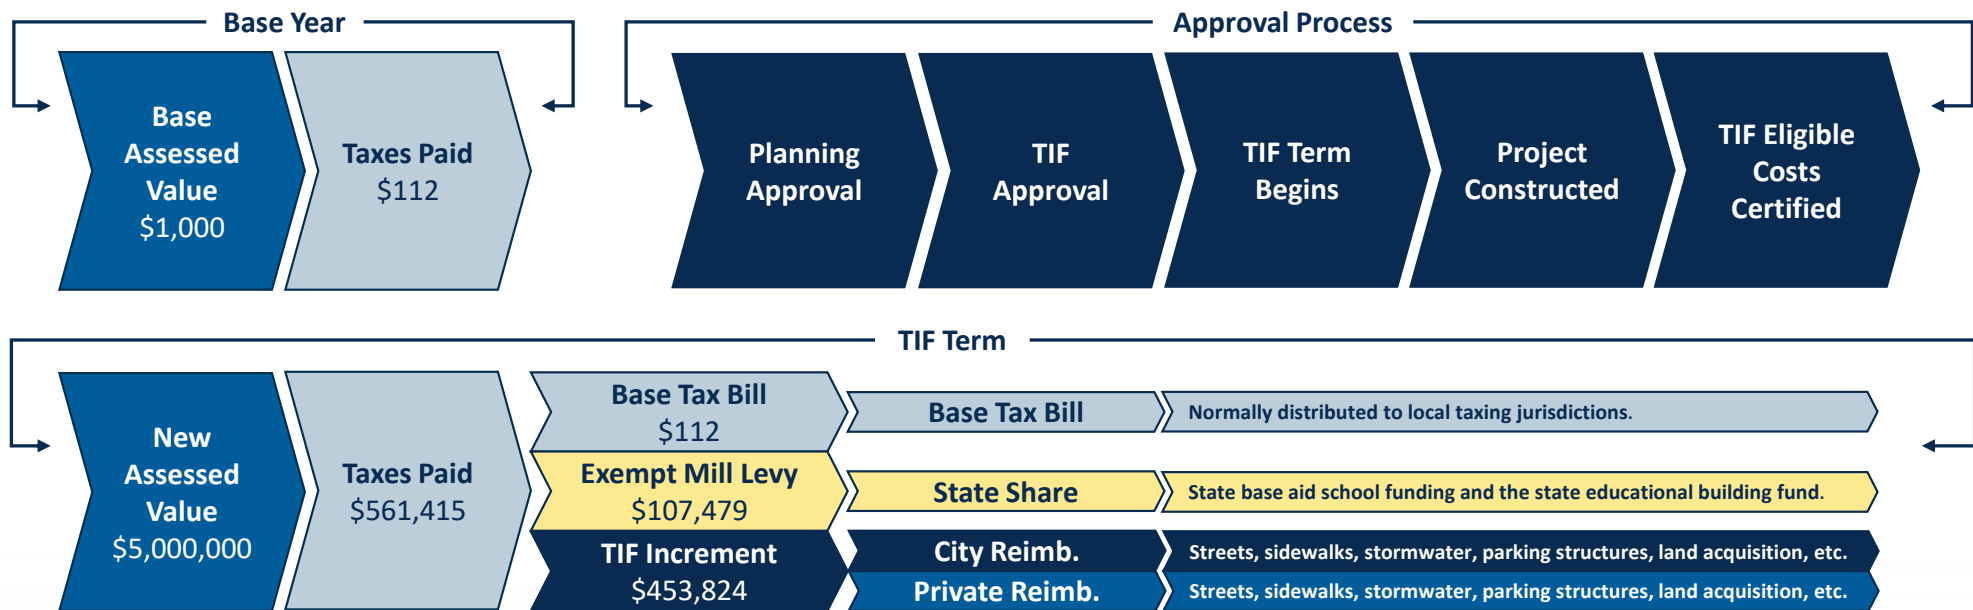 Base Year
Base
Assessed
Value
$1,000
Taxes Paid
$112
Approval Process
Planning
Approval
TIF
Approval
TIF Term
Begins
Project
Constructed
TIF Eligible
Costs
Certified
TIF Term
New
Assessed
Value
$5,000,000
Taxes Paid
$561,415
Base Tax Bill
$112
Base Tax Bill
Normally distributed to local taxing jurisdictions.
Exempt Mill Levy
$107,479
State Share
State base aid school funding and the state educational building fund.
TIF Increment
$453,824
City Reimb.
Streets, sidewalks, stormwater, parking structures, land acquisition, etc.
Private Reimb.
Streets, sidewalks, stormwater, parking structures, land acquisition, etc.